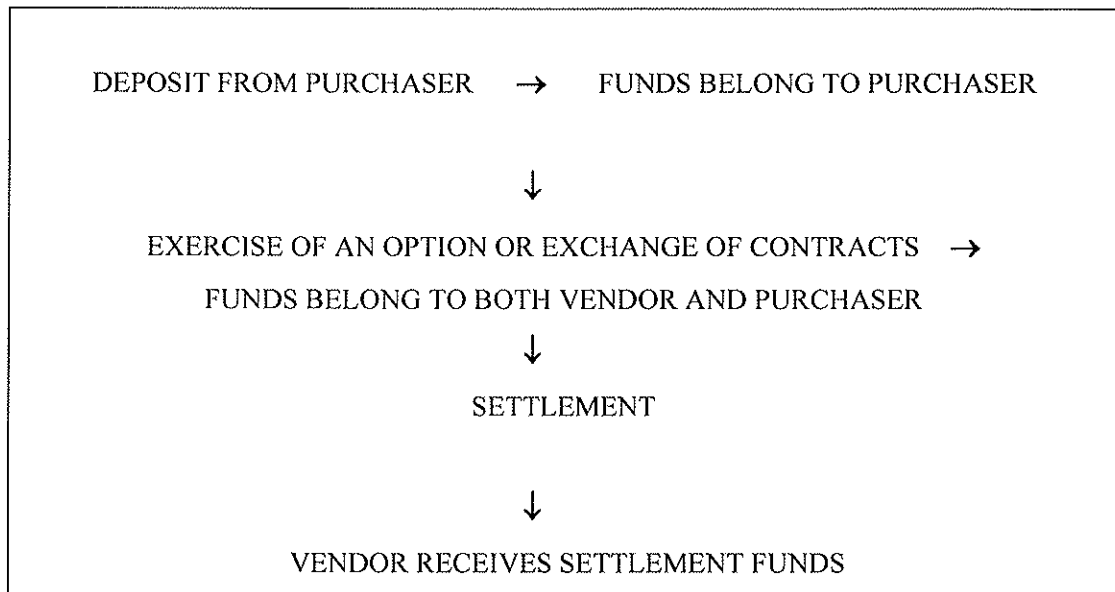 DEPOSIT FROM PURCHASER → FUNDS BELONG TO PURCHASER
↓
EXERCISE OF AN OPTION OR EXCHANGE OF CONTRACTS →
FUNDS BELONG TO BOTH VENDOR AND PURCHASER
↓
SETTLEMENT
↓
VENDOR RECEIVES SETTLEMENT FUNDS